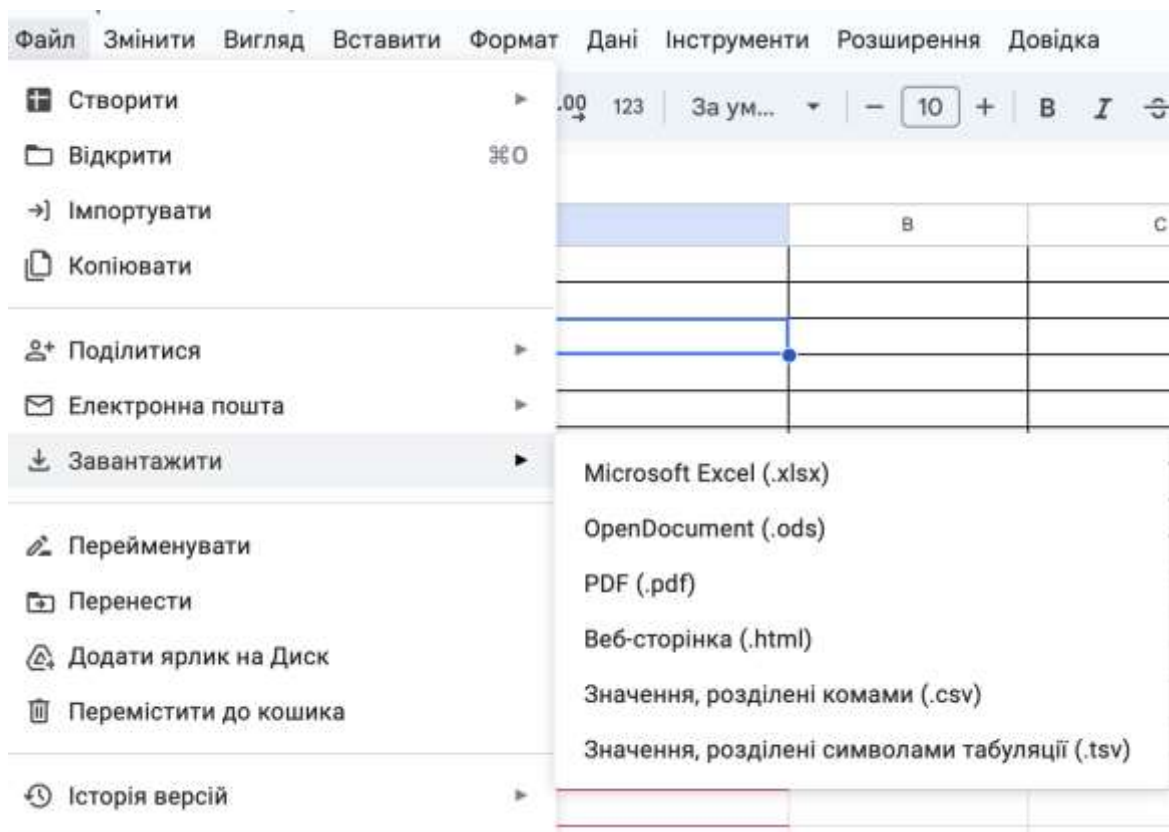 Файл Змінити Вигляд Вставити Формат Дані Інструменти Розширення Довідка
.00 123 За ум... − 10 + B I S
Створити
Відкрити ⌘O
Імпортувати
B C
Копіювати
Поділитися
Електронна пошта
Завантажити
Microsoft Excel (.xlsx)
OpenDocument (.ods)
PDF (.pdf)
Веб-сторінка (.html)
Значення, розділені комами (.csv)
Значення, розділені символами табуляції (.tsv)
Перейменувати
Перенести
Додати ярлик на Диск
Перемістити до кошика
Історія версій